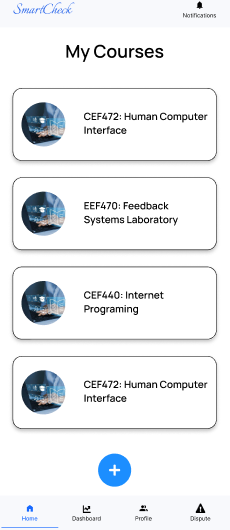 SmartCheck
Notifications
My Courses
CEF472: Human Computer
Interface
EEF470: Feedback
Systems Laboratory
CEF440: Internet
Programing
CEF472: Human Computer
Interface
Home
Dashboard
Profile
Dispute